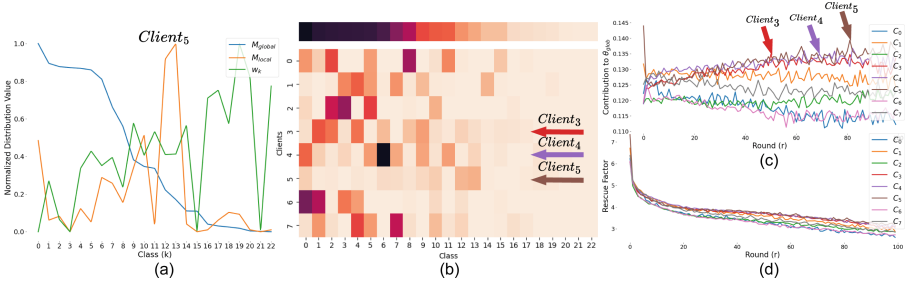 Client5
Mglobal
Mlocal
wk
Normalized Distribution Value
1.0
0.8
0.6
0.4
0.2
0.0
0 1 2 3 4 5 6 7 8 9 10 11 12 13 14 15 16 17 18 19 20 21 22
Class (k)
(a)
Clients
0
1
2
3
4
5
6
7
Client3
Client4
Client5
0 1 2 3 4 5 6 7 8 9 10 11 12 13 14 15 16 17 18 19 20 21 22
Class
(b)
Client3
Client4
Client5
0.145
0.140
0.135
0.130
0.125
0.120
0.115
0.110
0 20 40 60 80
Round (r)
(c)
C0
C1
C2
C3
C4
C5
C6
C7
Rescue Factor
7
6
5
4
3
0 20 40 60 80 100
Round (r)
(d)
C0
C1
C2
C3
C4
C5
C6
C7